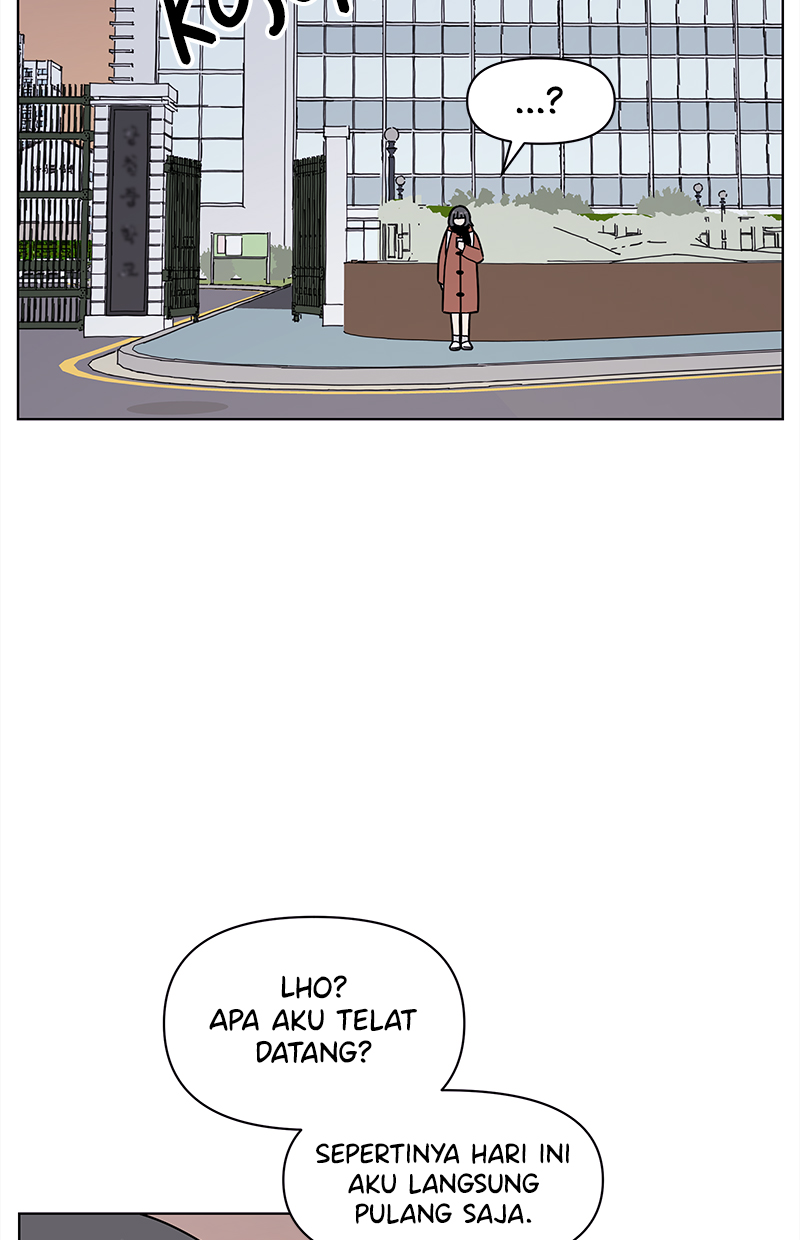 ...?
LHO?
APA AKU TELAT
DATANG?
SEPERTINYA HARI INI
AKU LANGSUNG
PULANG SAJA.